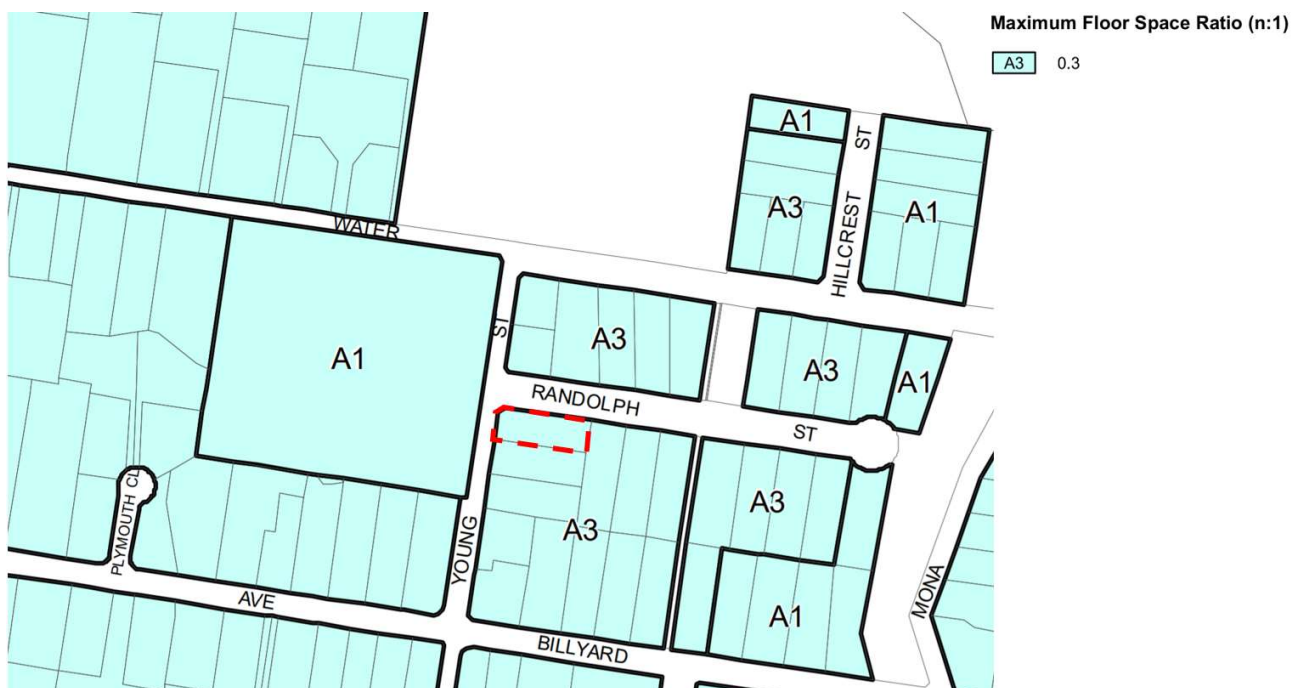 Maximum Floor Space Ratio (n:1)
A3 0.3
A1
ST
A3
A1
HILLCREST
WATER
ST
A3
A1
A3
A1
RANDOLPH
ST
A3
A3
PLYMOUTH CL
YOUNG
A1
MONA
AVE
BILLYARD